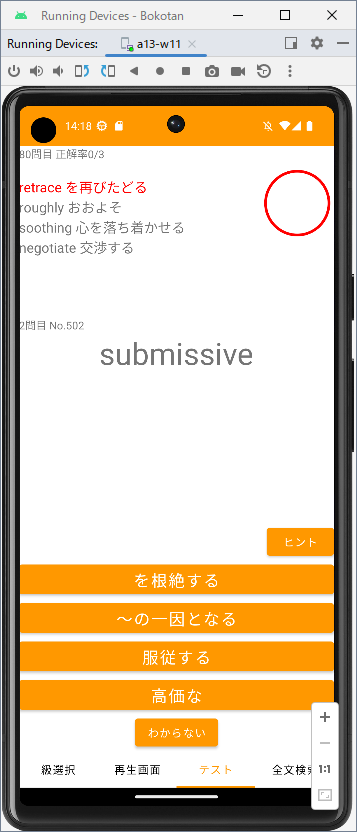 Running Devices - Bokotan
Running Devices: a13-w11
14:18
80問目 正解率0/3
retrace を再びたどる
roughly おおよそ
soothing 心を落ち着かせる
negotiate 交渉する
2問目 No.502
submissive
ヒント
を根絶する
～の一因となる
服従する
高価な
わからない
級選択 再生画面 テスト 全文検索
1:1